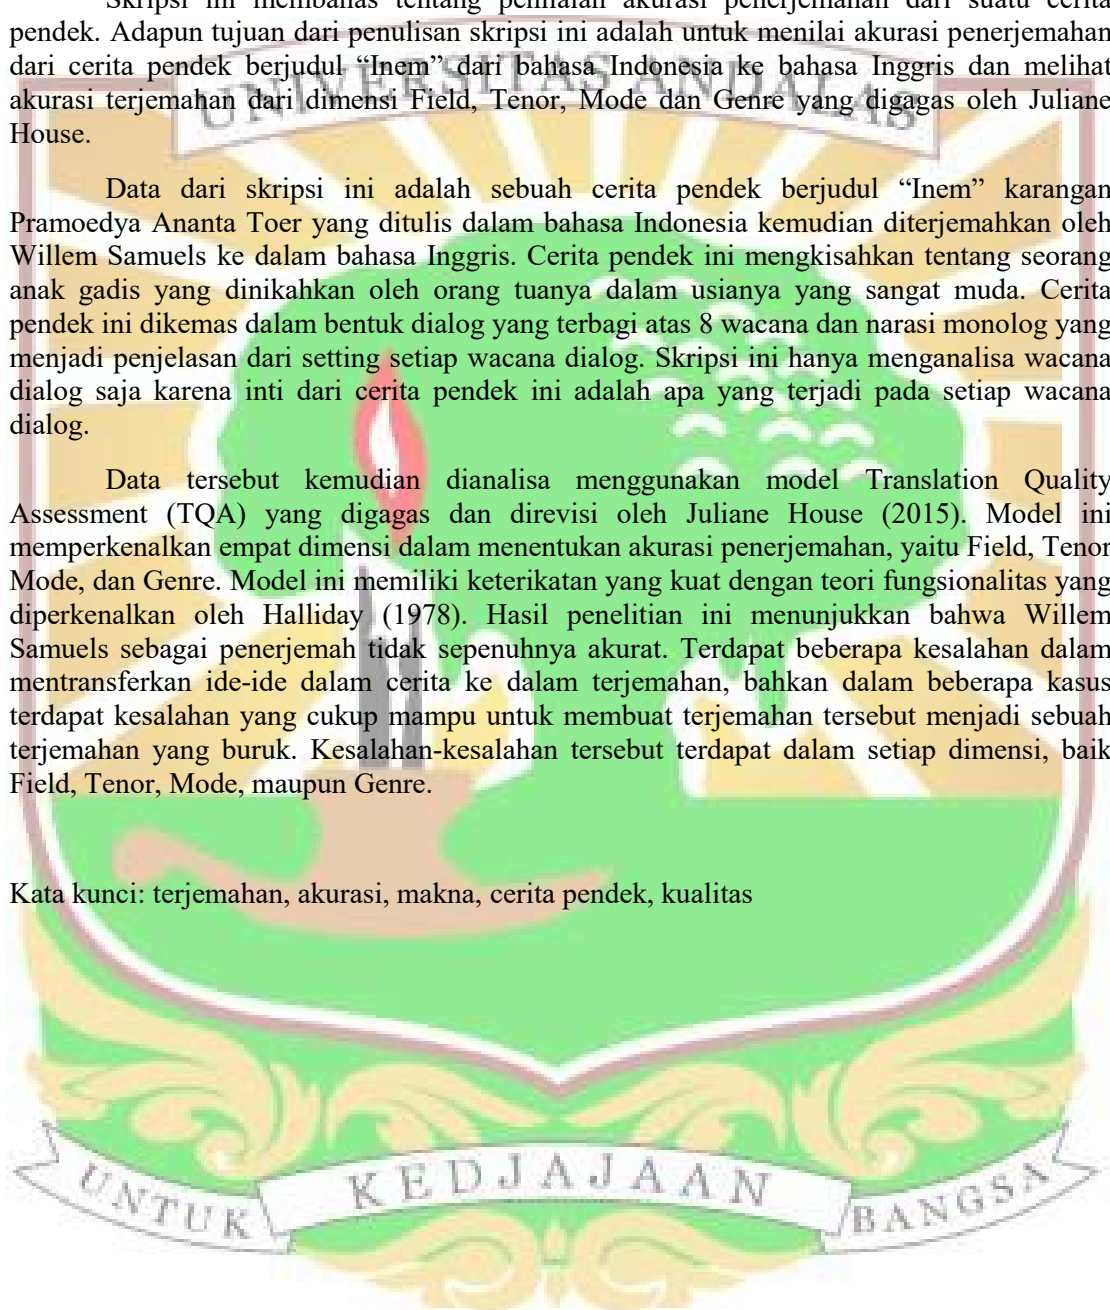 Skripsi ini membahas tentang penilaian akurasi penerjemahan dari suatu cerita
pendek. Adapun tujuan dari penulisan skripsi ini adalah untuk menilai akurasi penerjemahan
dari cerita pendek berjudul “Inem” dari bahasa Indonesia ke bahasa Inggris dan melihat
akurasi terjemahan dari dimensi Field, Tenor, Mode dan Genre yang digagas oleh Juliane
House.
UNIVERSITAS ANDALAS
Data dari skripsi ini adalah sebuah cerita pendek berjudul “Inem” karangan
Pramoedya Ananta Toer yang ditulis dalam bahasa Indonesia kemudian diterjemahkan oleh
Willem Samuels ke dalam bahasa Inggris. Cerita pendek ini mengkisahkan tentang seorang
anak gadis yang dinikahkan oleh orang tuanya dalam usianya yang sangat muda. Cerita
pendek ini dikemas dalam bentuk dialog yang terbagi atas 8 wacana dan narasi monolog yang
menjadi penjelasan dari setting setiap wacana dialog. Skripsi ini hanya menganalisa wacana
dialog saja karena inti dari cerita pendek ini adalah apa yang terjadi pada setiap wacana
dialog.
Data tersebut kemudian dianalisa menggunakan model Translation Quality
Assessment (TQA) yang digagas dan direvisi oleh Juliane House (2015). Model ini
memperkenalkan empat dimensi dalam menentukan akurasi penerjemahan, yaitu Field, Tenor
Mode, dan Genre. Model ini memiliki keterikatan yang kuat dengan teori fungsionalitas yang
diperkenalkan oleh Halliday (1978). Hasil penelitian ini menunjukkan bahwa Willem
Samuels sebagai penerjemah tidak sepenuhnya akurat. Terdapat beberapa kesalahan dalam
mentransferkan ide-ide dalam cerita ke dalam terjemahan, bahkan dalam beberapa kasus
terdapat kesalahan yang cukup mampu untuk membuat terjemahan tersebut menjadi sebuah
terjemahan yang buruk. Kesalahan-kesalahan tersebut terdapat dalam setiap dimensi, baik
Field, Tenor, Mode, maupun Genre.
Kata kunci: terjemahan, akurasi, makna, cerita pendek, kualitas
UNTUK KEDJAJAAN BANGSA